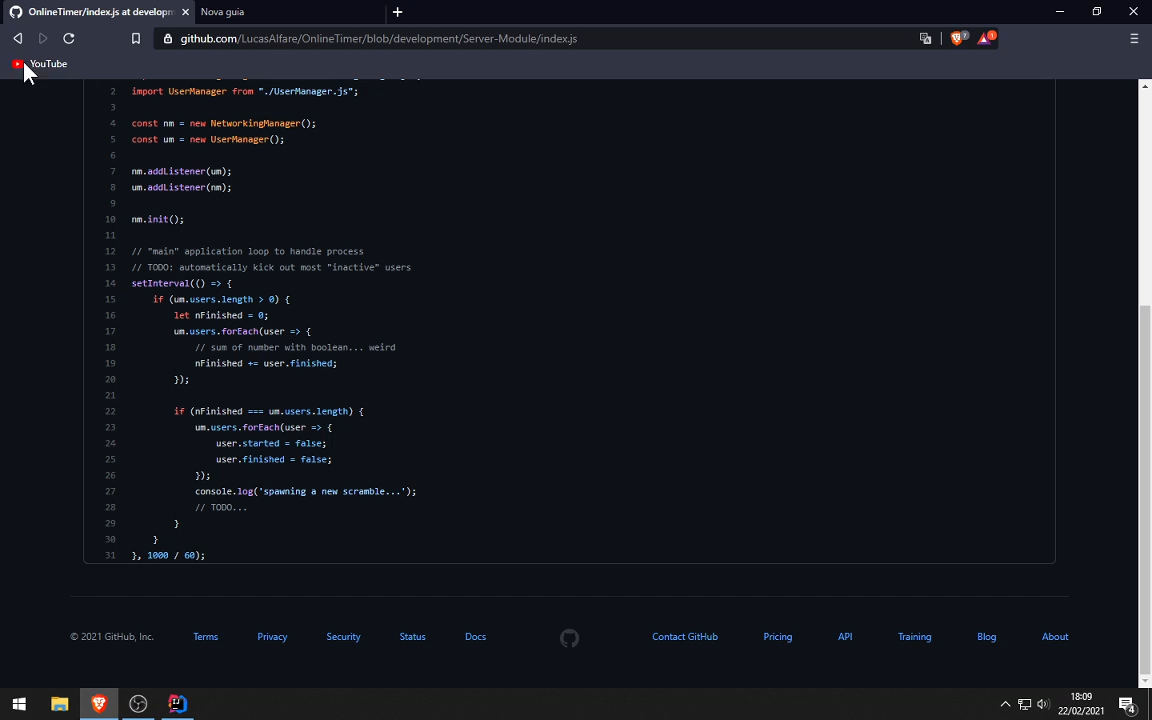 OnlineTimer/index.js at developm
Nova guia
github.com/LucasAlfare/OnlineTimer/blob/development/Server-Module/index.js
7
1
YouTube
2 import UserManager from "./UserManager.js";
3
4 const nm = new NetworkingManager();
5 const um = new UserManager();
6
7 nm.addListener(um);
8 um.addListener(nm);
9
10 nm.init();
11
12 // "main" application loop to handle process
13 // TODO: automatically kick out most "inactive" users
14 setInterval(() => {
15 if (um.users.length > 0) {
16 let nFinished = 0;
17 um.users.forEach(user => {
18 // sum of number with boolean... weird
19 nFinished += user.finished;
20 });
21
22 if (nFinished === um.users.length) {
23 um.users.forEach(user => {
24 user.started = false;
25 user.finished = false;
26 });
27 console.log('spawning a new scramble...');
28 // TODO...
29 }
30 }
31 }, 1000 / 60);
© 2021 GitHub, Inc. Terms Privacy Security Status Docs Contact GitHub Pricing API Training Blog About
18:09
22/02/2021
4